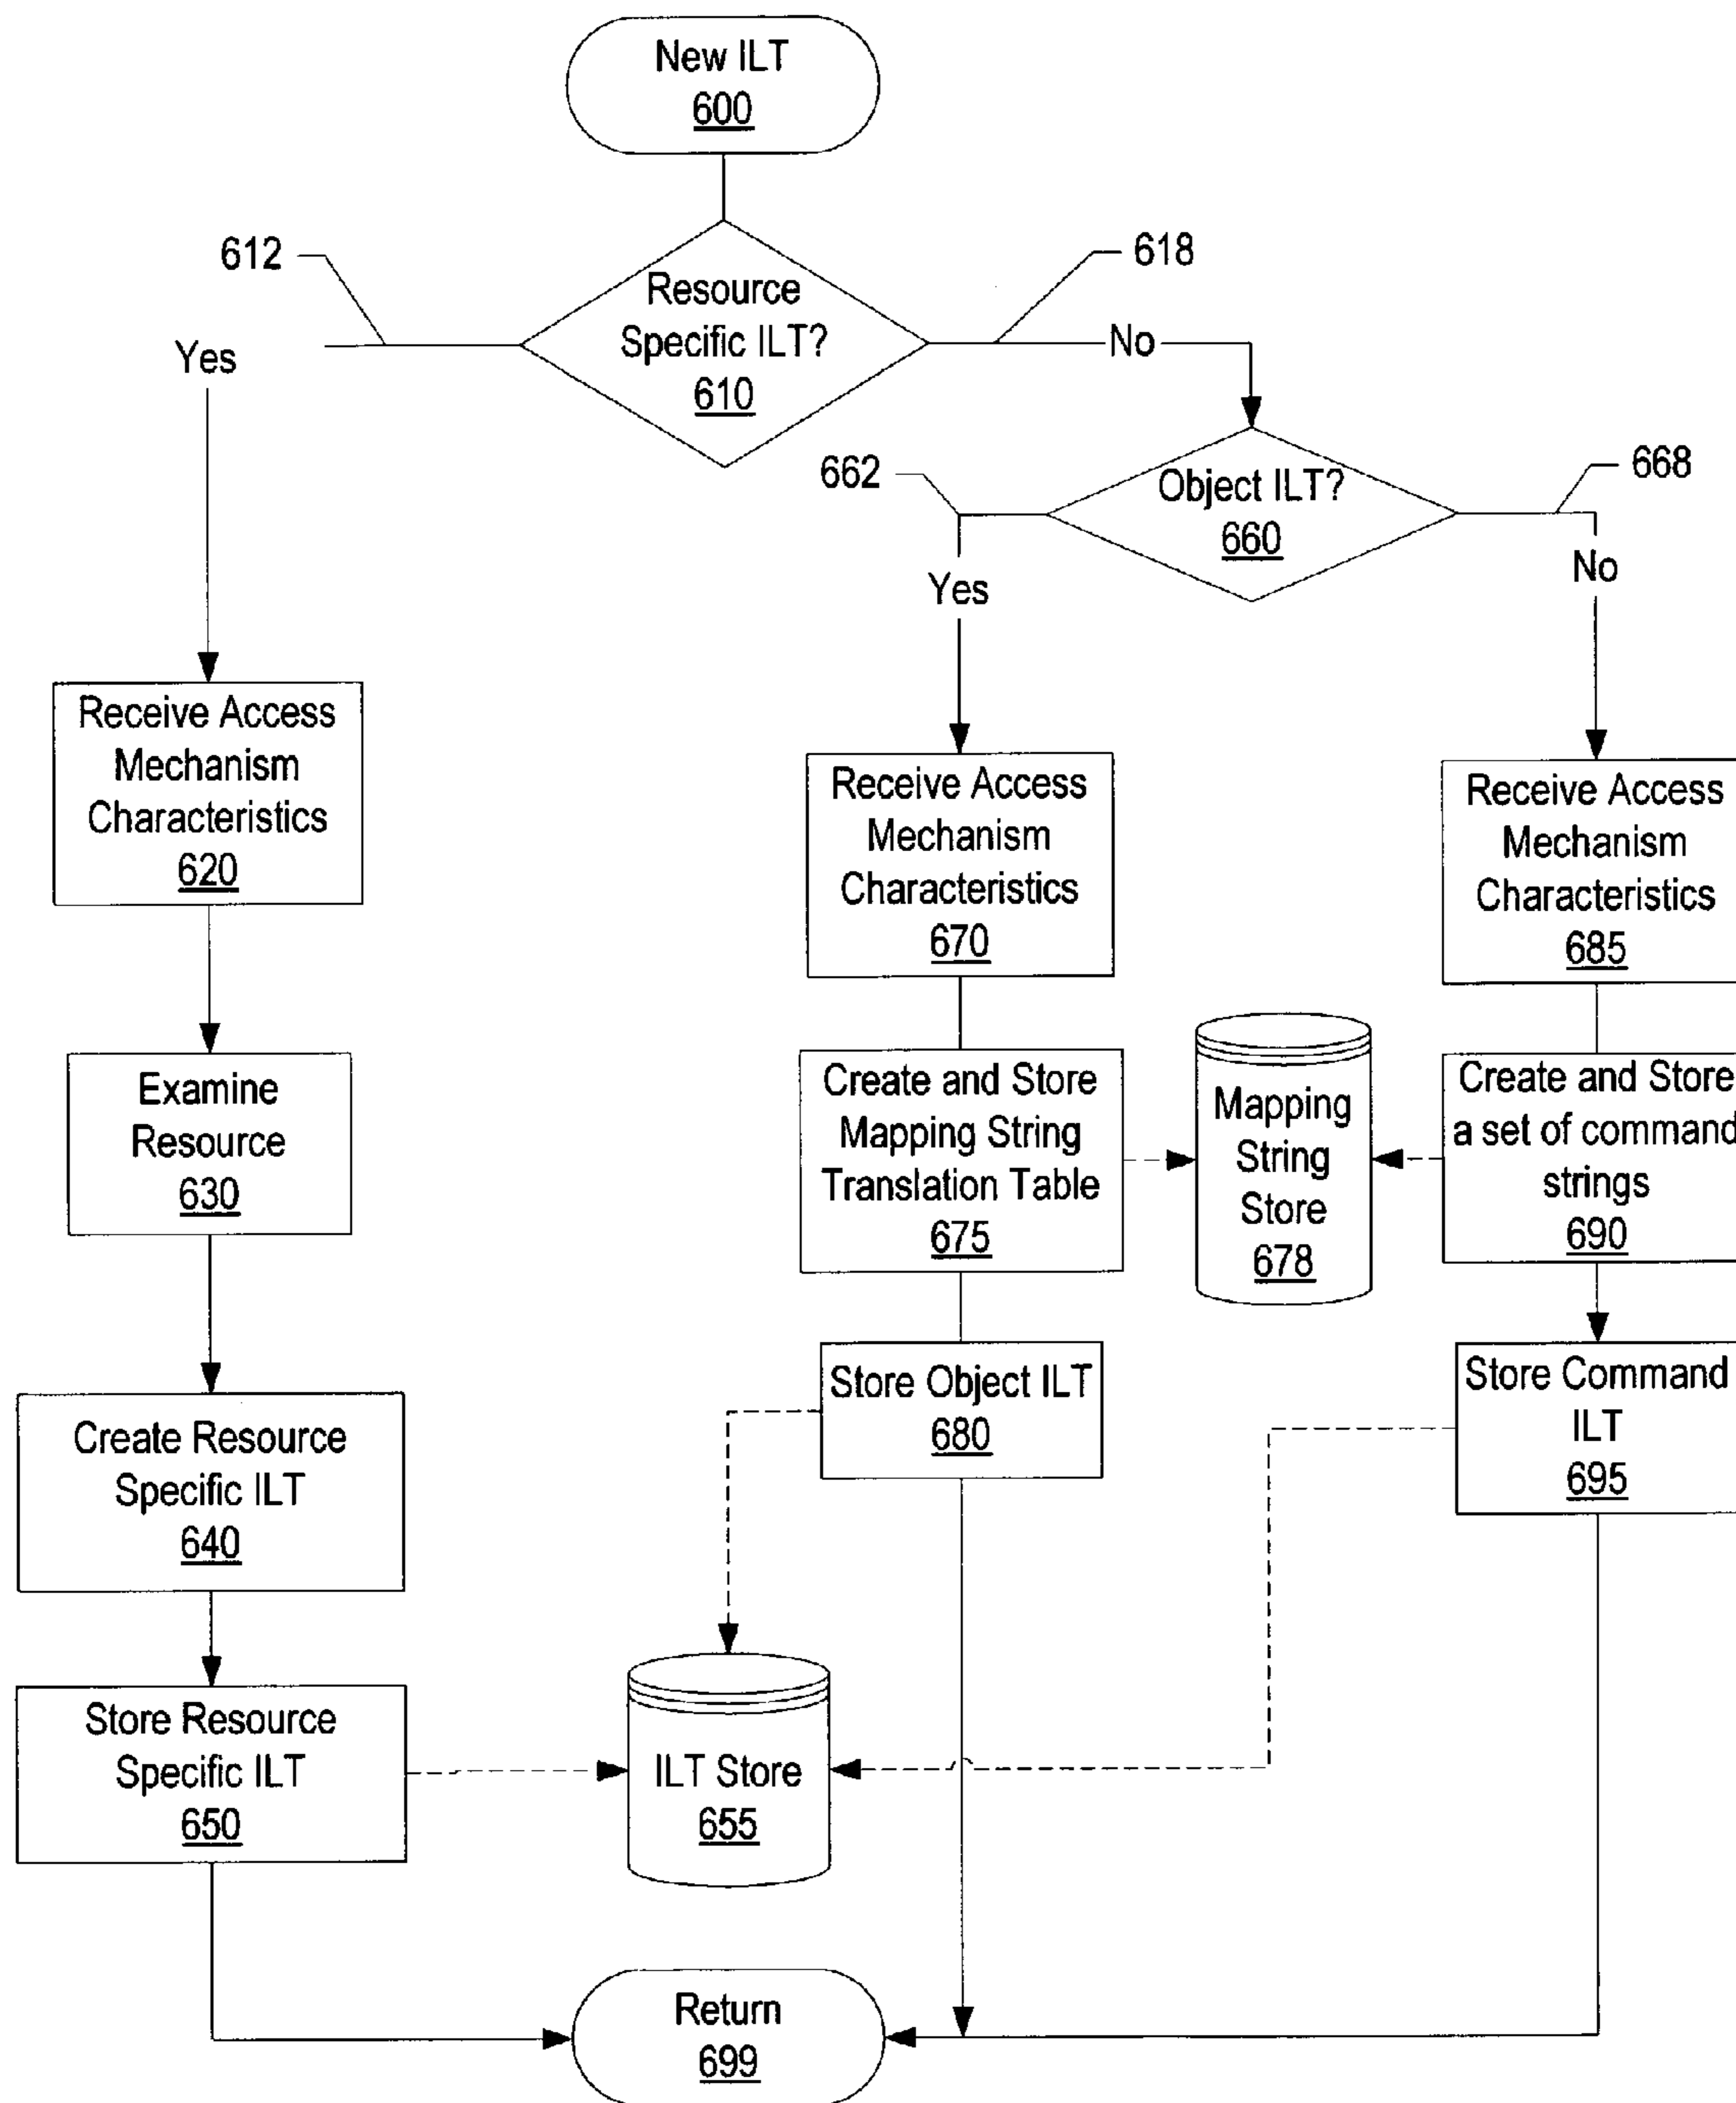 New ILT
600
612
618
Resource
Specific ILT?
610
Yes
No
662
668
Object ILT?
660
Yes
No
Receive Access
Mechanism
Characteristics
620
Receive Access
Mechanism
Characteristics
670
Receive Access
Mechanism
Characteristics
685
Examine
Resource
630
Create and Store
Mapping String
Translation Table
675
Mapping
String
Store
678
Create and Store
a set of command
strings
690
Create Resource
Specific ILT
640
Store Object ILT
680
Store Command
ILT
695
Store Resource
Specific ILT
650
ILT Store
655
Return
699